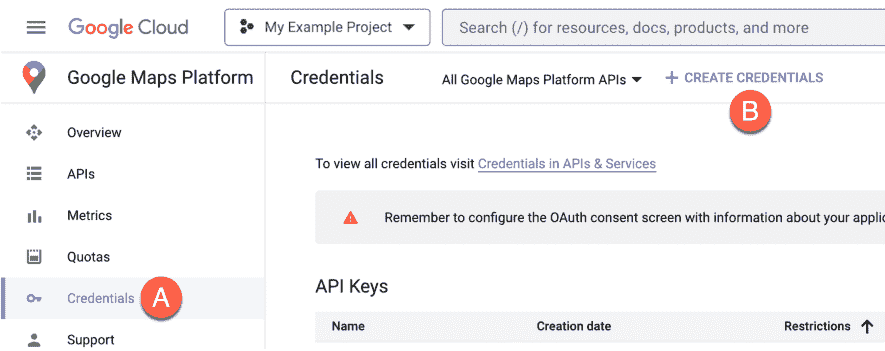 Google Cloud
My Example Project
Search (/) for resources, docs, products, and more
Google Maps Platform
Credentials
All Google Maps Platform APIs
+ CREATE CREDENTIALS
B
Overview
APIs
Metrics
Quotas
Credentials
A
Support
To view all credentials visit Credentials in APIs & Services
Remember to configure the OAuth consent screen with information about your applic
API Keys
Name
Creation date
Restrictions